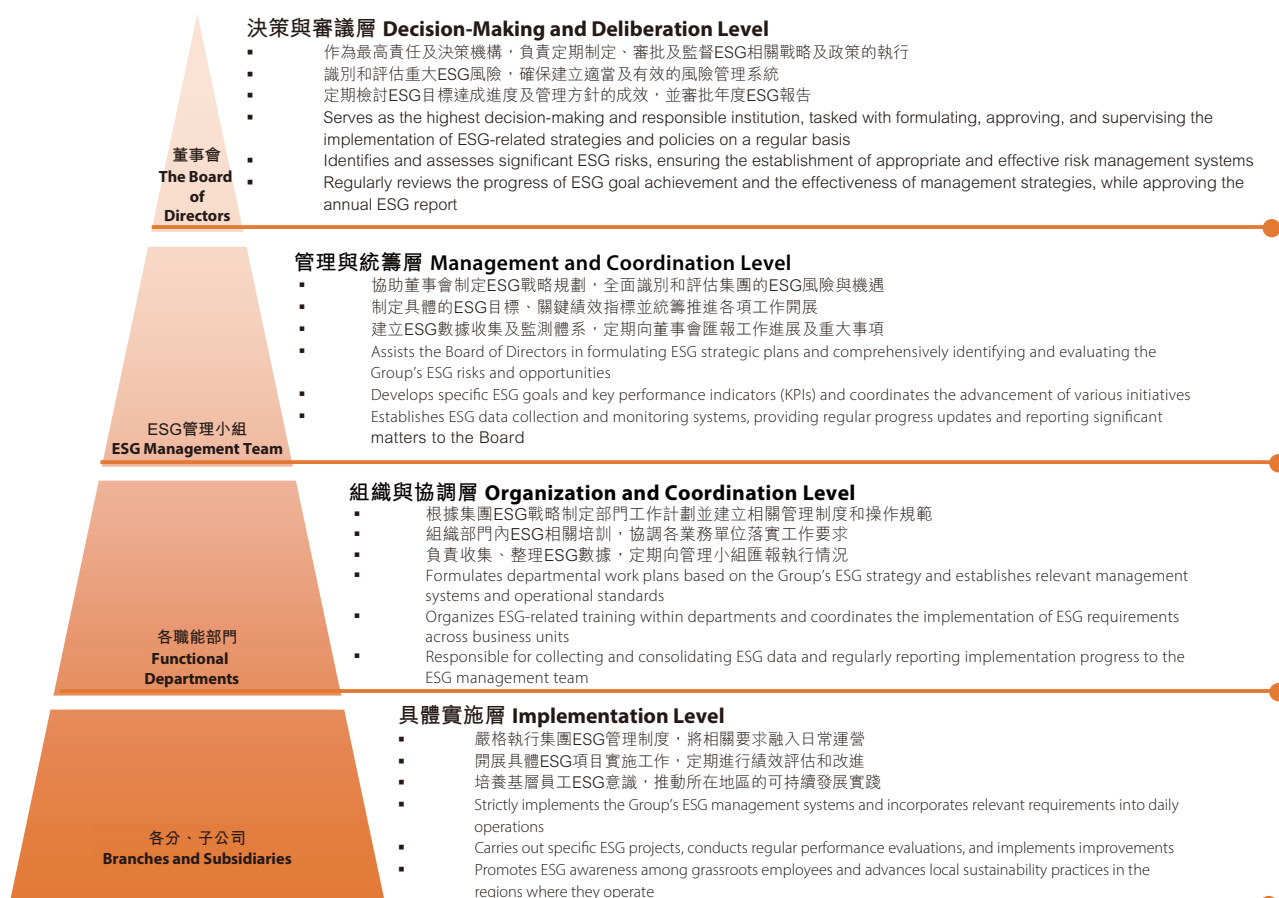 決策與審議層 Decision-Making and Deliberation Level
▪ 作為最高責任及決策機構，負責定期制定、審批及監督ESG相關戰略及政策的執行
▪ 識別和評估重大ESG風險，確保建立適當及有效的風險管理系統
▪ 定期檢討ESG目標達成進度及管理方針的成效，並審批年度ESG報告
▪ Serves as the highest decision-making and responsible institution, tasked with formulating, approving, and supervising the
implementation of ESG-related strategies and policies on a regular basis
▪ Identifies and assesses significant ESG risks, ensuring the establishment of appropriate and effective risk management systems
▪ Regularly reviews the progress of ESG goal achievement and the effectiveness of management strategies, while approving the
annual ESG report
董事會
The Board
of
Directors
管理與統籌層 Management and Coordination Level
▪ 協助董事會制定ESG戰略規劃，全面識別和評估集團的ESG風險與機遇
▪ 制定具體的ESG目標、關鍵績效指標並統籌推進各項工作開展
▪ 建立ESG數據收集及監測體系，定期向董事會匯報工作進展及重大事項
▪ Assists the Board of Directors in formulating ESG strategic plans and comprehensively identifying and evaluating the
Group’s ESG risks and opportunities
▪ Develops specific ESG goals and key performance indicators (KPIs) and coordinates the advancement of various initiatives
▪ Establishes ESG data collection and monitoring systems, providing regular progress updates and reporting significant
matters to the Board
ESG管理小組
ESG Management Team
組織與協調層 Organization and Coordination Level
▪ 根據集團ESG戰略制定部門工作計劃並建立相關管理制度和操作規範
▪ 組織部門內ESG相關培訓，協調各業務單位落實工作要求
▪ 負責收集、整理ESG數據，定期向管理小組匯報執行情況
▪ Formulates departmental work plans based on the Group’s ESG strategy and establishes relevant management
systems and operational standards
▪ Organizes ESG-related training within departments and coordinates the implementation of ESG requirements
across business units
▪ Responsible for collecting and consolidating ESG data and regularly reporting implementation progress to the
ESG management team
各職能部門
Functional
Departments
具體實施層 Implementation Level
▪ 嚴格執行集團ESG管理制度，將相關要求融入日常運營
▪ 開展具體ESG項目實施工作，定期進行績效評估和改進
▪ 培養基層員工ESG意識，推動所在地區的可持續發展實踐
▪ Strictly implements the Group’s ESG management systems and incorporates relevant requirements into daily
operations
▪ Carries out specific ESG projects, conducts regular performance evaluations, and implements improvements
▪ Promotes ESG awareness among grassroots employees and advances local sustainability practices in the
regions where they operate
各分、子公司
Branches and Subsidiaries